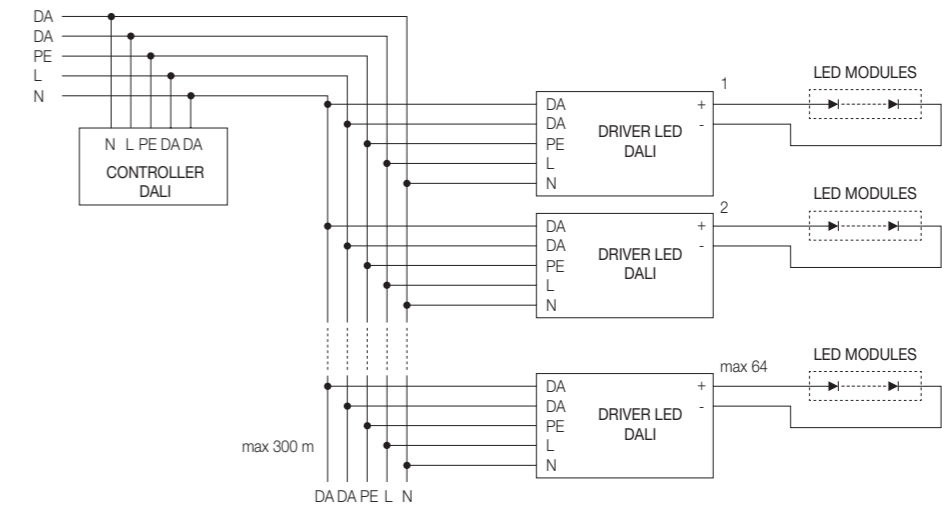 DA
DA
PE
L
N
N L PE DA DA
CONTROLLER
DALI
1
DA
DA
PE
L
N
DRIVER LED
DALI
+
-
LED MODULES
2
DA
DA
PE
L
N
DRIVER LED
DALI
+
-
LED MODULES
max 64
DA
DA
PE
L
N
DRIVER LED
DALI
+
-
LED MODULES
max 300 m
DA DA PE L N